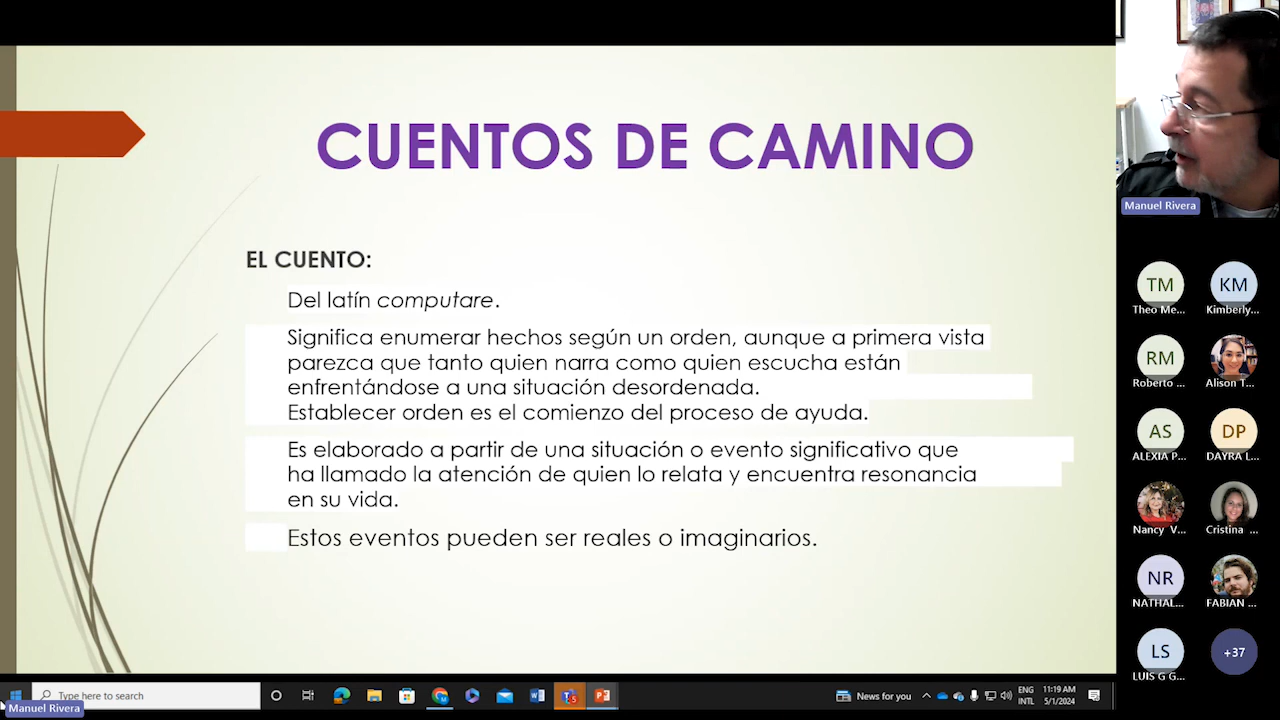 CUENTOS DE CAMINO
EL CUENTO:
Del latín computare.
Significa enumerar hechos según un orden, aunque a primera vista
parezca que tanto quien narra como quien escucha están
enfrentándose a una situación desordenada.
Establecer orden es el comienzo del proceso de ayuda.
Es elaborado a partir de una situación o evento significativo que
ha llamado la atención de quien lo relata y encuentra resonancia
en su vida.
Estos eventos pueden ser reales o imaginarios.
Manuel Rivera
TM
KM
Theo Me...
Kimberly...
RM
Roberto ...
Alison T...
AS
DP
ALEXIA P...
DAYRA L...
Nancy V...
Cristina ...
NR
NATHAL...
FABIAN ...
LS
+37
LUIS G G...
Type here to search
News for you
ENG
INTL
11:19 AM
5/1/2024
Manuel Rivera